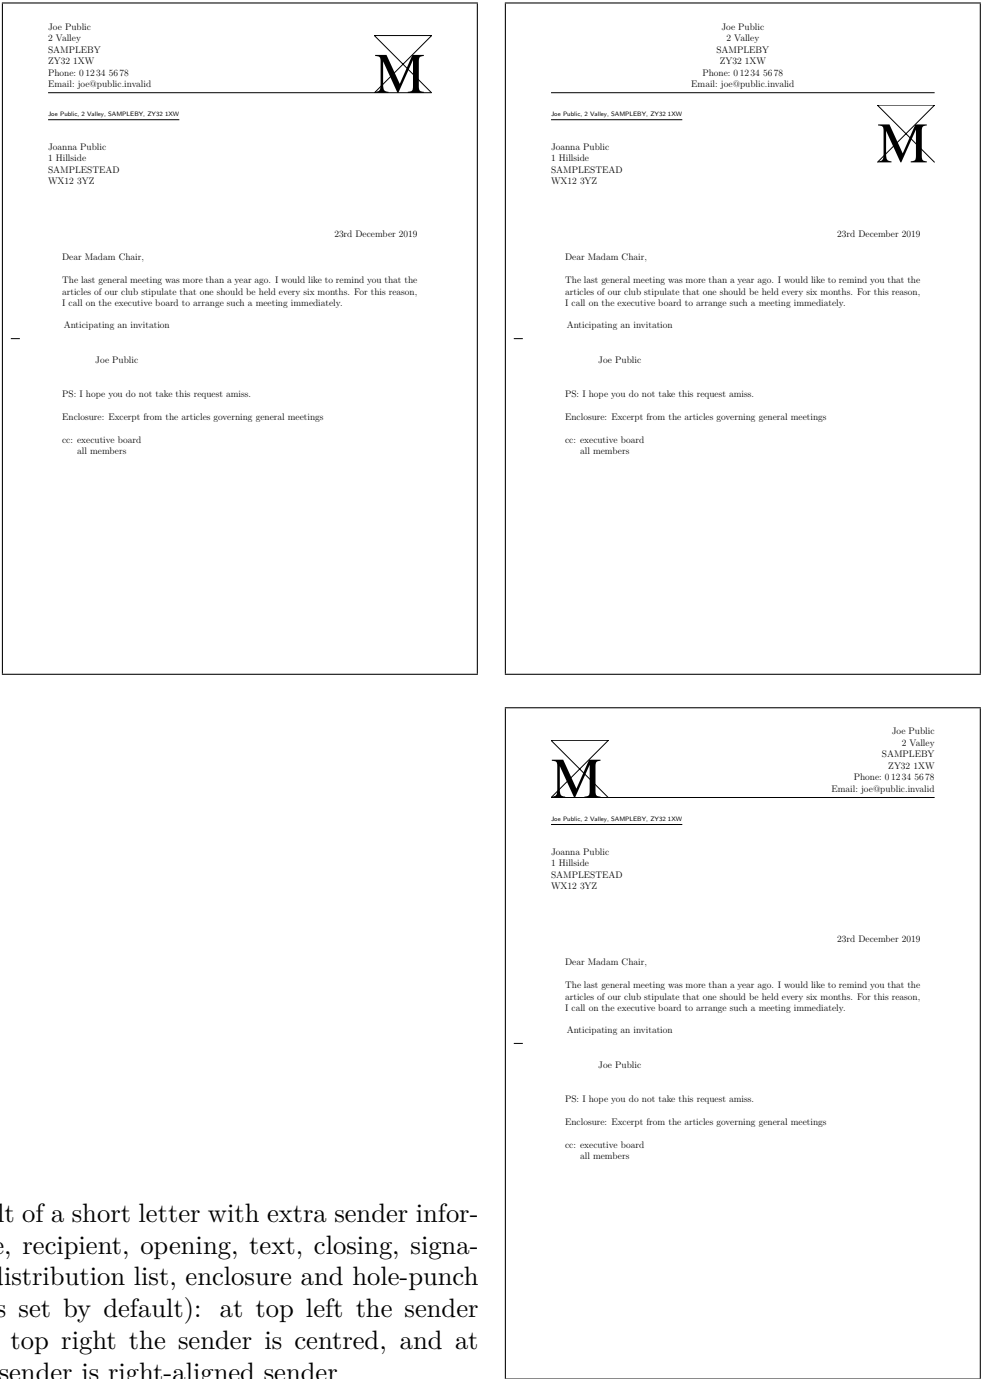 Joe Public
2 Valley
SAMPLEBY
ZY32 1XW
Phone: 0 12 34 56 78
Email: joe@public.invalid
M
Joe Public, 2 Valley, SAMPLEBY, ZY32 1XW
Joanna Public
1 Hillside
SAMPLESTEAD
WX12 3YZ
23rd December 2019
Dear Madam Chair,
The last general meeting was more than a year ago. I would like to remind you that the
articles of our club stipulate that one should be held every six months. For this reason,
I call on the executive board to arrange such a meeting immediately.
Anticipating an invitation
Joe Public
PS: I hope you do not take this request amiss.
Enclosure: Excerpt from the articles governing general meetings
cc: executive board
all members
Joe Public
2 Valley
SAMPLEBY
ZY32 1XW
Phone: 0 12 34 56 78
Email: joe@public.invalid
Joe Public, 2 Valley, SAMPLEBY, ZY32 1XW
M
Joanna Public
1 Hillside
SAMPLESTEAD
WX12 3YZ
23rd December 2019
Dear Madam Chair,
The last general meeting was more than a year ago. I would like to remind you that the
articles of our club stipulate that one should be held every six months. For this reason,
I call on the executive board to arrange such a meeting immediately.
Anticipating an invitation
Joe Public
PS: I hope you do not take this request amiss.
Enclosure: Excerpt from the articles governing general meetings
cc: executive board
all members
Joe Public
2 Valley
SAMPLEBY
ZY32 1XW
Phone: 0 12 34 56 78
Email: joe@public.invalid
M
Joe Public, 2 Valley, SAMPLEBY, ZY32 1XW
Joanna Public
1 Hillside
SAMPLESTEAD
WX12 3YZ
23rd December 2019
Dear Madam Chair,
The last general meeting was more than a year ago. I would like to remind you that the
articles of our club stipulate that one should be held every six months. For this reason,
I call on the executive board to arrange such a meeting immediately.
Anticipating an invitation
Joe Public
PS: I hope you do not take this request amiss.
Enclosure: Excerpt from the articles governing general meetings
cc: executive board
all members
of a short letter with extra sender infor-
recipient, opening, text, closing, signa-
distribution list, enclosure and hole-punch
set by default): at top left the sender
top right the sender is centred, and at
sender is right-aligned sender